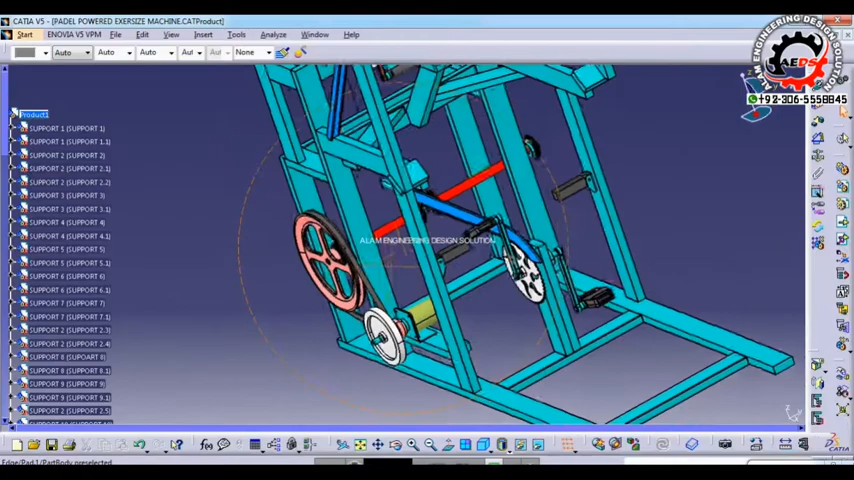 CATIA V5 - [PADEL POWERED EXERSIZE MACHINE.CATProduct]
Start ENOVIA V5 VPM File Edit View Insert Tools Analyze Window Help
Auto Auto Auto Aut Aut None
ALAM ENGINEERING DESIGN SOLUTION
AEDS
+92-306-5558845
Product1
SUPPORT 1 (SUPPORT 1)
SUPPORT 1 (SUPPORT 1.1)
SUPPORT 2 (SUPPORT 2)
SUPPORT 2 (SUPPORT 2.1)
SUPPORT 2 (SUPPORT 2.2)
SUPPORT 3 (SUPPORT 3)
SUPPORT 3 (SUPPORT 3.1)
SUPPORT 4 (SUPPORT 4)
SUPPORT 4 (SUPPORT 4.1)
SUPPORT 5 (SUPPORT 5)
SUPPORT 5 (SUPPORT 5.1)
SUPPORT 6 (SUPPORT 6)
SUPPORT 6 (SUPPORT 6.1)
SUPPORT 7 (SUPPORT 7)
SUPPORT 7 (SUPPORT 7.1)
SUPPORT 2 (SUPPORT 2.3)
SUPPORT 2 (SUPPORT 2.4)
SUPPORT 8 (SUPOART 8)
SUPPORT 8 (SUPPORT 8.1)
SUPPORT 9 (SUPPORT 9)
SUPPORT 9 (SUPPORT 9.1)
SUPPORT 2 (SUPPORT 2.5)
ALAM ENGINEERING DESIGN SOLUTION
f(x)
CATIA
Edge/Pad.1/PartBody preselected